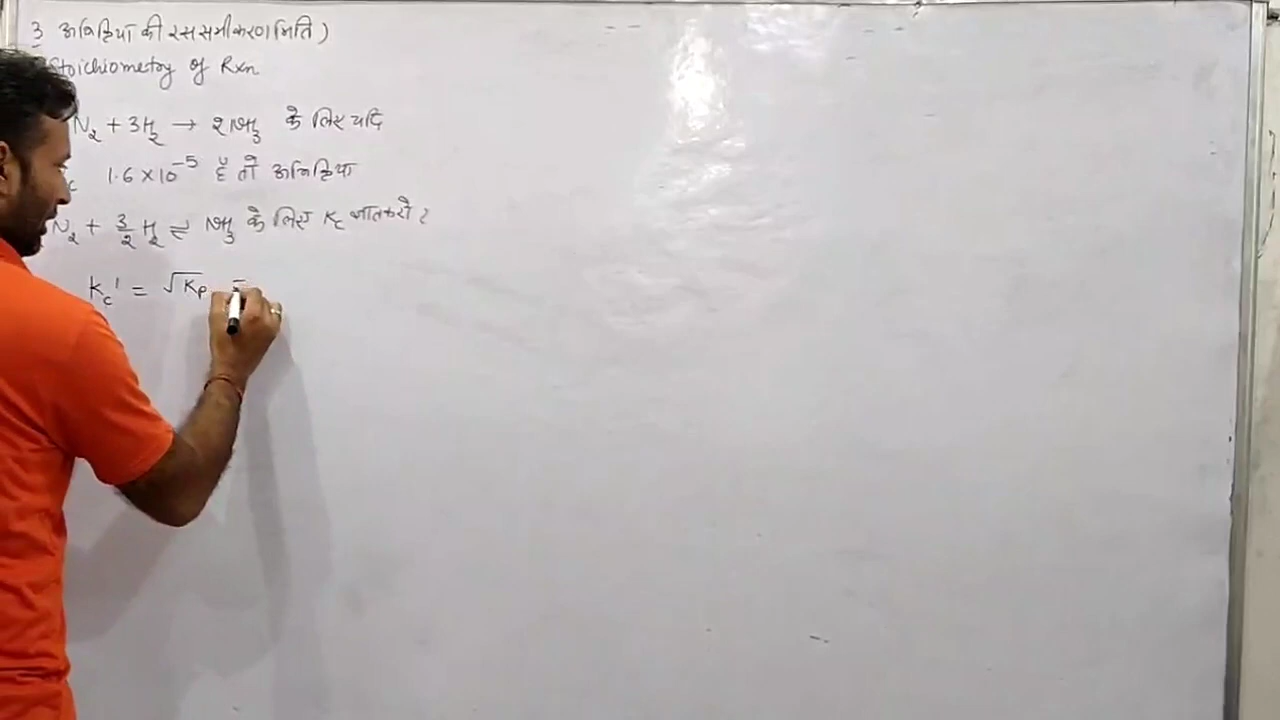 3 अभिक्रिया की रससमीकरणमिति )
Stoichiometry of Rxn
N₂ + 3H₂ → 2NH₃ के लिए यदि
c 1.6 × 10⁻⁵ है तो अभिक्रिया
N₂ + 3/2 H₂ ⇌ NH₃ के लिए Kc ज्ञात करो ?
Kc' = √Kp =